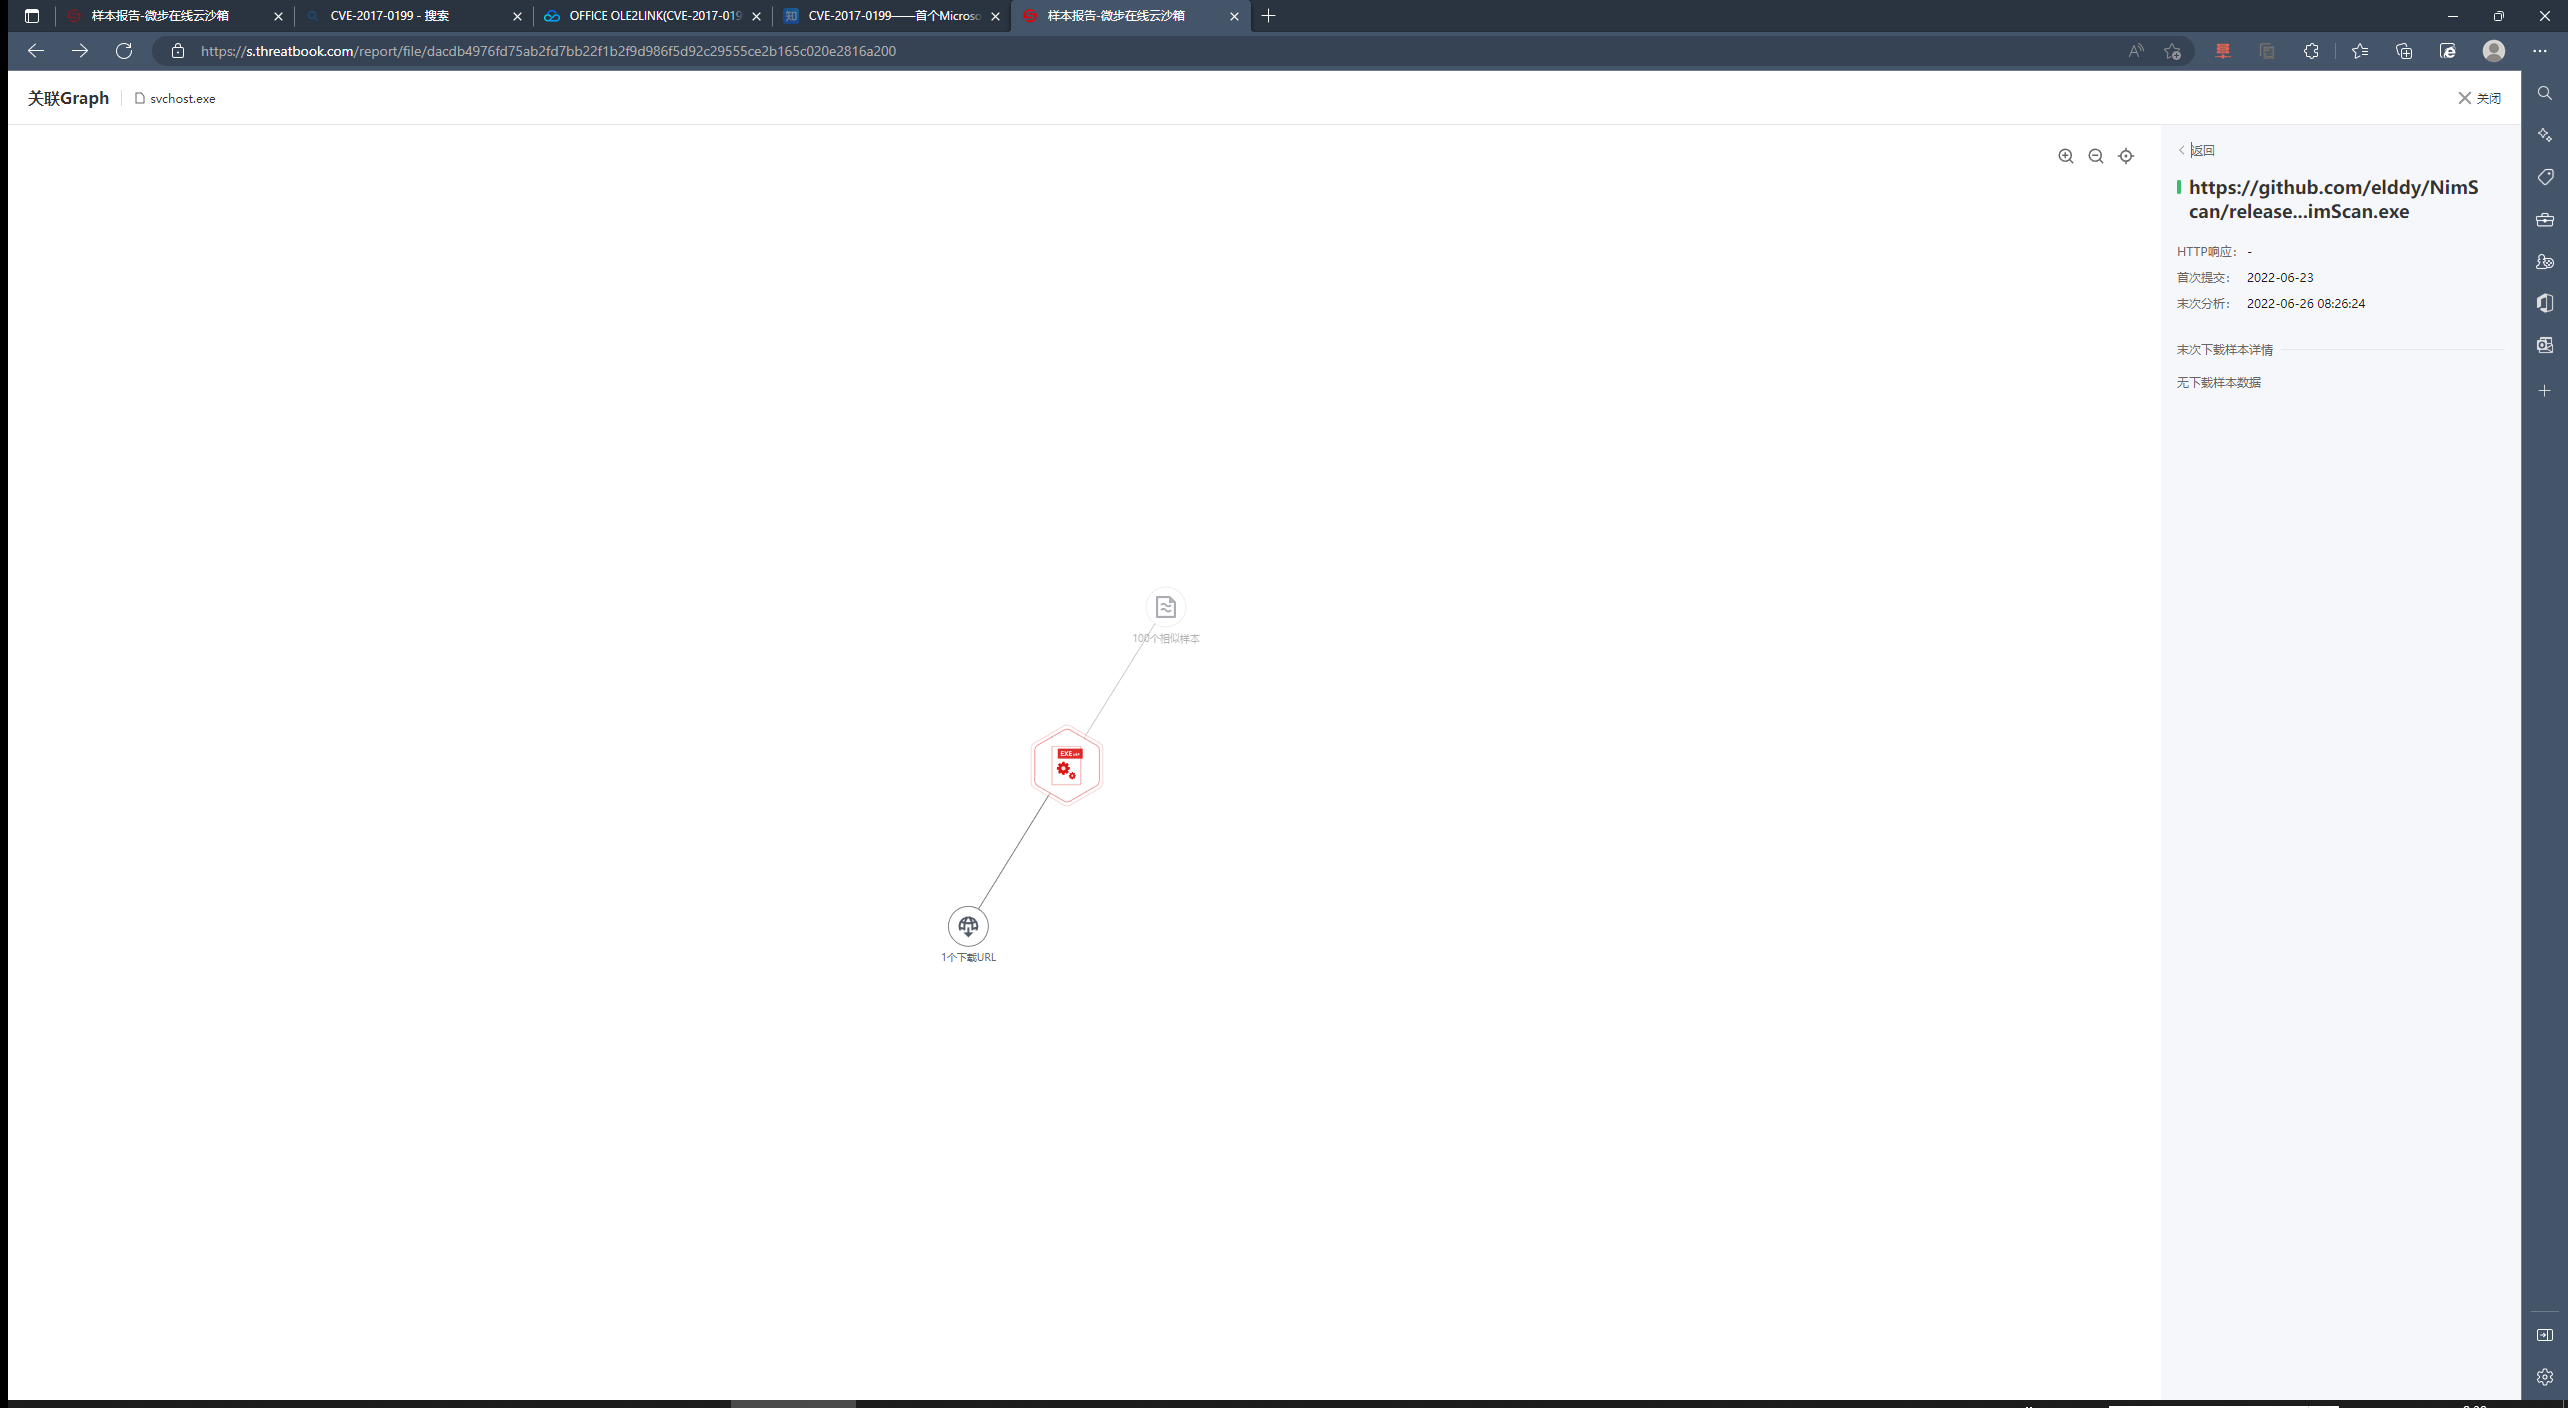 样本报告-微步在线云沙箱
CVE-2017-0199 - 搜索
OFFICE OLE2LINK(CVE-2017-019
CVE-2017-0199——首个Microso
样本报告-微步在线云沙箱
https://s.threatbook.com/report/file/dacdb4976fd75ab2fd7bb22f1b2f9d986f5d92c29555ce2b165c020e2816a200
关联Graph
svchost.exe
关闭
返回
https://github.com/elddy/NimS
can/release...imScan.exe
HTTP响应： -
首次提交： 2022-06-23
末次分析： 2022-06-26 08:26:24
末次下载样本详情
无下载样本数据
100个相似样本
EXE
1个下载URL